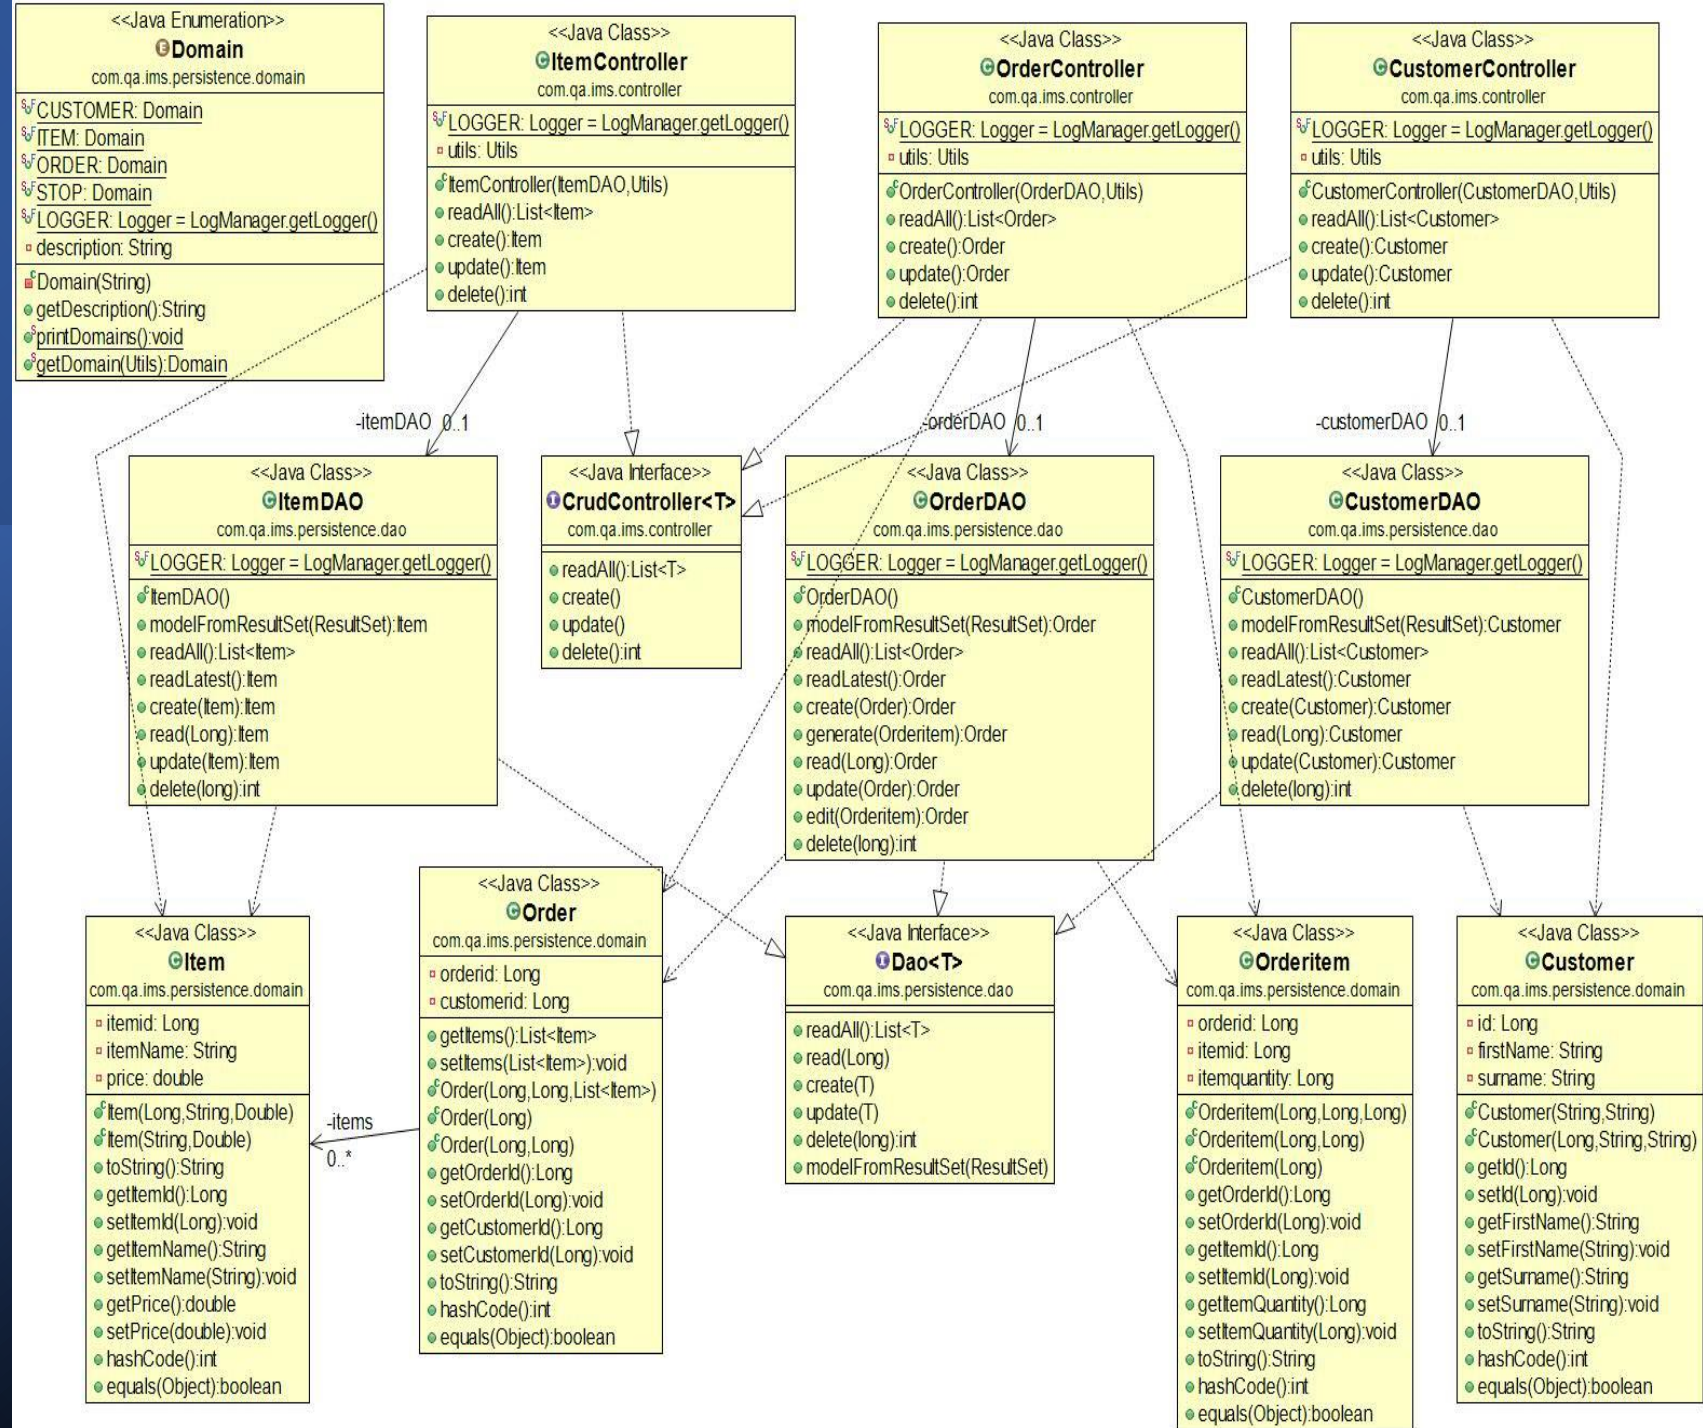 <<Java Enumeration>>
Domain
com.qa.ims.persistence.domain
CUSTOMER: Domain
ITEM: Domain
ORDER: Domain
STOP: Domain
LOGGER: Logger = LogManager.getLogger()
description: String
Domain(String)
getDescription():String
printDomains():void
getDomain(Utils):Domain
<<Java Class>>
ItemController
com.qa.ims.controller
LOGGER: Logger = LogManager.getLogger()
utils: Utils
ItemController(ItemDAO,Utils)
readAll():List<Item>
create():Item
update():Item
delete():int
<<Java Class>>
OrderController
com.qa.ims.controller
LOGGER: Logger = LogManager.getLogger()
utils: Utils
OrderController(OrderDAO,Utils)
readAll():List<Order>
create():Order
update():Order
delete():int
<<Java Class>>
CustomerController
com.qa.ims.controller
LOGGER: Logger = LogManager.getLogger()
utils: Utils
CustomerController(CustomerDAO,Utils)
readAll():List<Customer>
create():Customer
update():Customer
delete():int
-itemDAO 0..1
-orderDAO 0..1
-customerDAO 0..1
<<Java Class>>
ItemDAO
com.qa.ims.persistence.dao
LOGGER: Logger = LogManager.getLogger()
ItemDAO()
modelFromResultSet(ResultSet):Item
readAll():List<Item>
readLatest():Item
create(Item):Item
read(Long):Item
update(Item):Item
delete(long):int
<<Java Interface>>
CrudController<T>
com.qa.ims.controller
readAll():List<T>
create()
update()
delete():int
<<Java Class>>
OrderDAO
com.qa.ims.persistence.dao
LOGGER: Logger = LogManager.getLogger()
OrderDAO()
modelFromResultSet(ResultSet):Order
readAll():List<Order>
readLatest():Order
create(Order):Order
generate(Orderitem):Order
read(Long):Order
update(Order):Order
edit(Orderitem):Order
delete(long):int
<<Java Class>>
CustomerDAO
com.qa.ims.persistence.dao
LOGGER: Logger = LogManager.getLogger()
CustomerDAO()
modelFromResultSet(ResultSet):Customer
readAll():List<Customer>
readLatest():Customer
create(Customer):Customer
read(Long):Customer
update(Customer):Customer
delete(long):int
<<Java Class>>
Item
com.qa.ims.persistence.domain
itemid: Long
itemName: String
price: double
Item(Long,String,Double)
Item(String,Double)
toString():String
getItemId():Long
setItemId(Long):void
getItemName():String
setItemName(String):void
getPrice():double
setPrice(double):void
hashCode():int
equals(Object):boolean
-items
0..*
<<Java Class>>
Order
com.qa.ims.persistence.domain
orderid: Long
customerid: Long
getItems():List<Item>
setItems(List<Item>):void
Order(Long,Long,List<Item>)
Order(Long)
Order(Long,Long)
getOrderId():Long
setOrderId(Long):void
getCustomerId():Long
setCustomerId(Long):void
toString():String
hashCode():int
equals(Object):boolean
<<Java Interface>>
Dao<T>
com.qa.ims.persistence.dao
readAll():List<T>
read(Long)
create(T)
update(T)
delete(long):int
modelFromResultSet(ResultSet)
<<Java Class>>
Orderitem
com.qa.ims.persistence.domain
orderid: Long
itemid: Long
itemquantity: Long
Orderitem(Long,Long,Long)
Orderitem(Long,Long)
Orderitem(Long)
getOrderId():Long
setOrderId(Long):void
getItemId():Long
setItemId(Long):void
getItemQuantity():Long
setItemQuantity(Long):void
toString():String
hashCode():int
equals(Object):boolean
<<Java Class>>
Customer
com.qa.ims.persistence.domain
id: Long
firstName: String
surname: String
Customer(String,String)
Customer(Long,String,String)
getId():Long
setId(Long):void
getFirstName():String
setFirstName(String):void
getSurname():String
setSurname(String):void
toString():String
hashCode():int
equals(Object):boolean